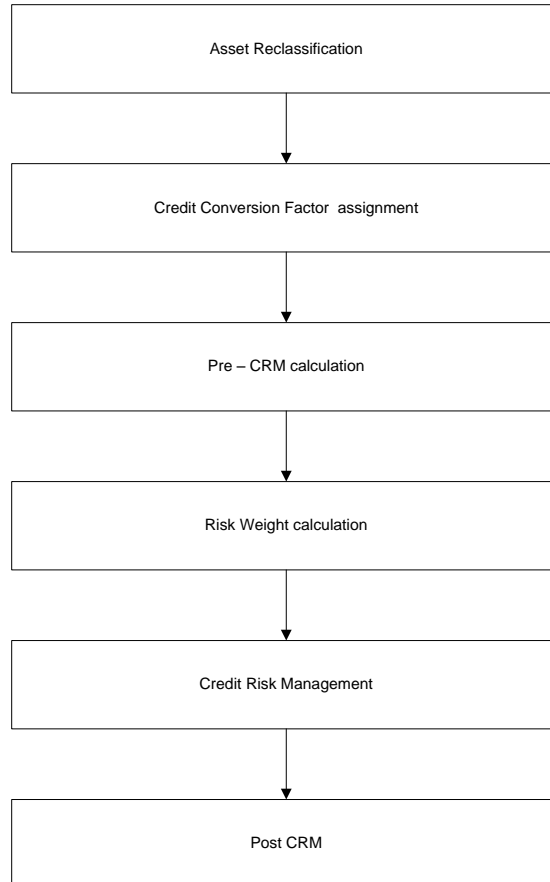 Asset Reclassification
Credit Conversion Factor assignment
Pre – CRM calculation
Risk Weight calculation
Credit Risk Management
Post CRM